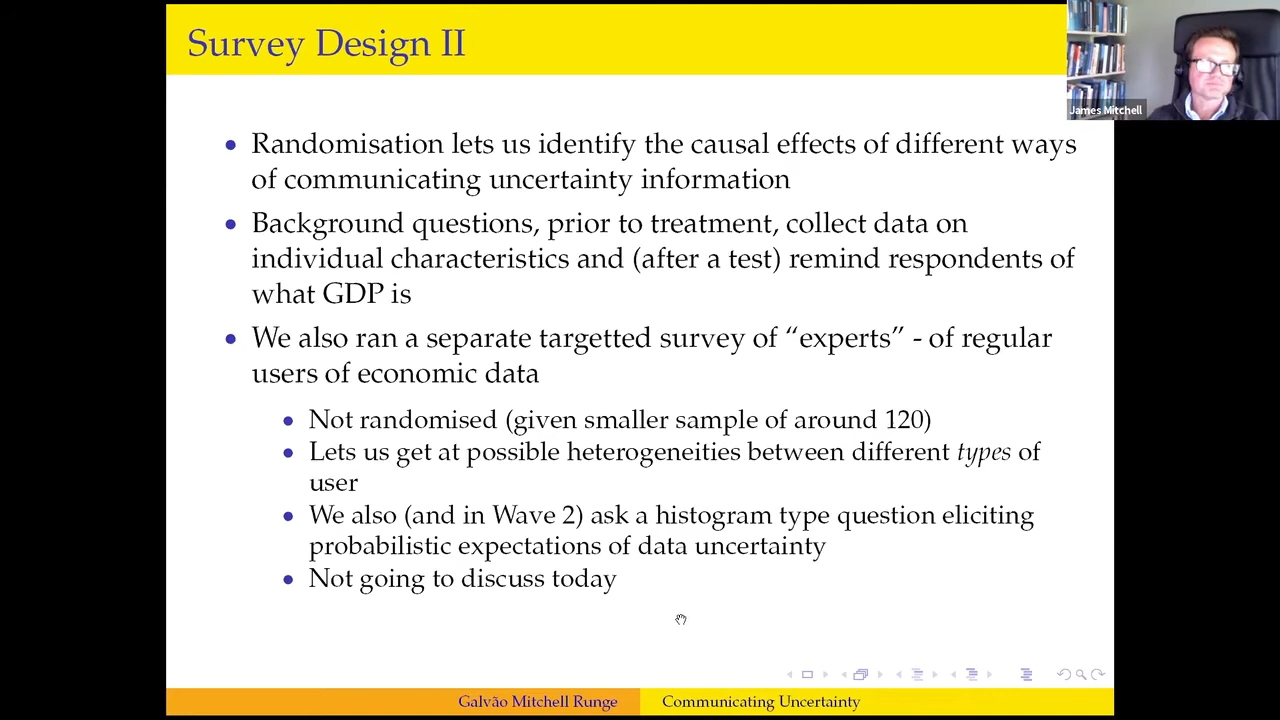 Survey Design II
James Mitchell
• Randomisation lets us identify the causal effects of different ways
of communicating uncertainty information
• Background questions, prior to treatment, collect data on
individual characteristics and (after a test) remind respondents of
what GDP is
• We also ran a separate targetted survey of “experts” - of regular
users of economic data
• Not randomised (given smaller sample of around 120)
• Lets us get at possible heterogeneities between different types of
user
• We also (and in Wave 2) ask a histogram type question eliciting
probabilistic expectations of data uncertainty
• Not going to discuss today
Galvão Mitchell Runge
Communicating Uncertainty